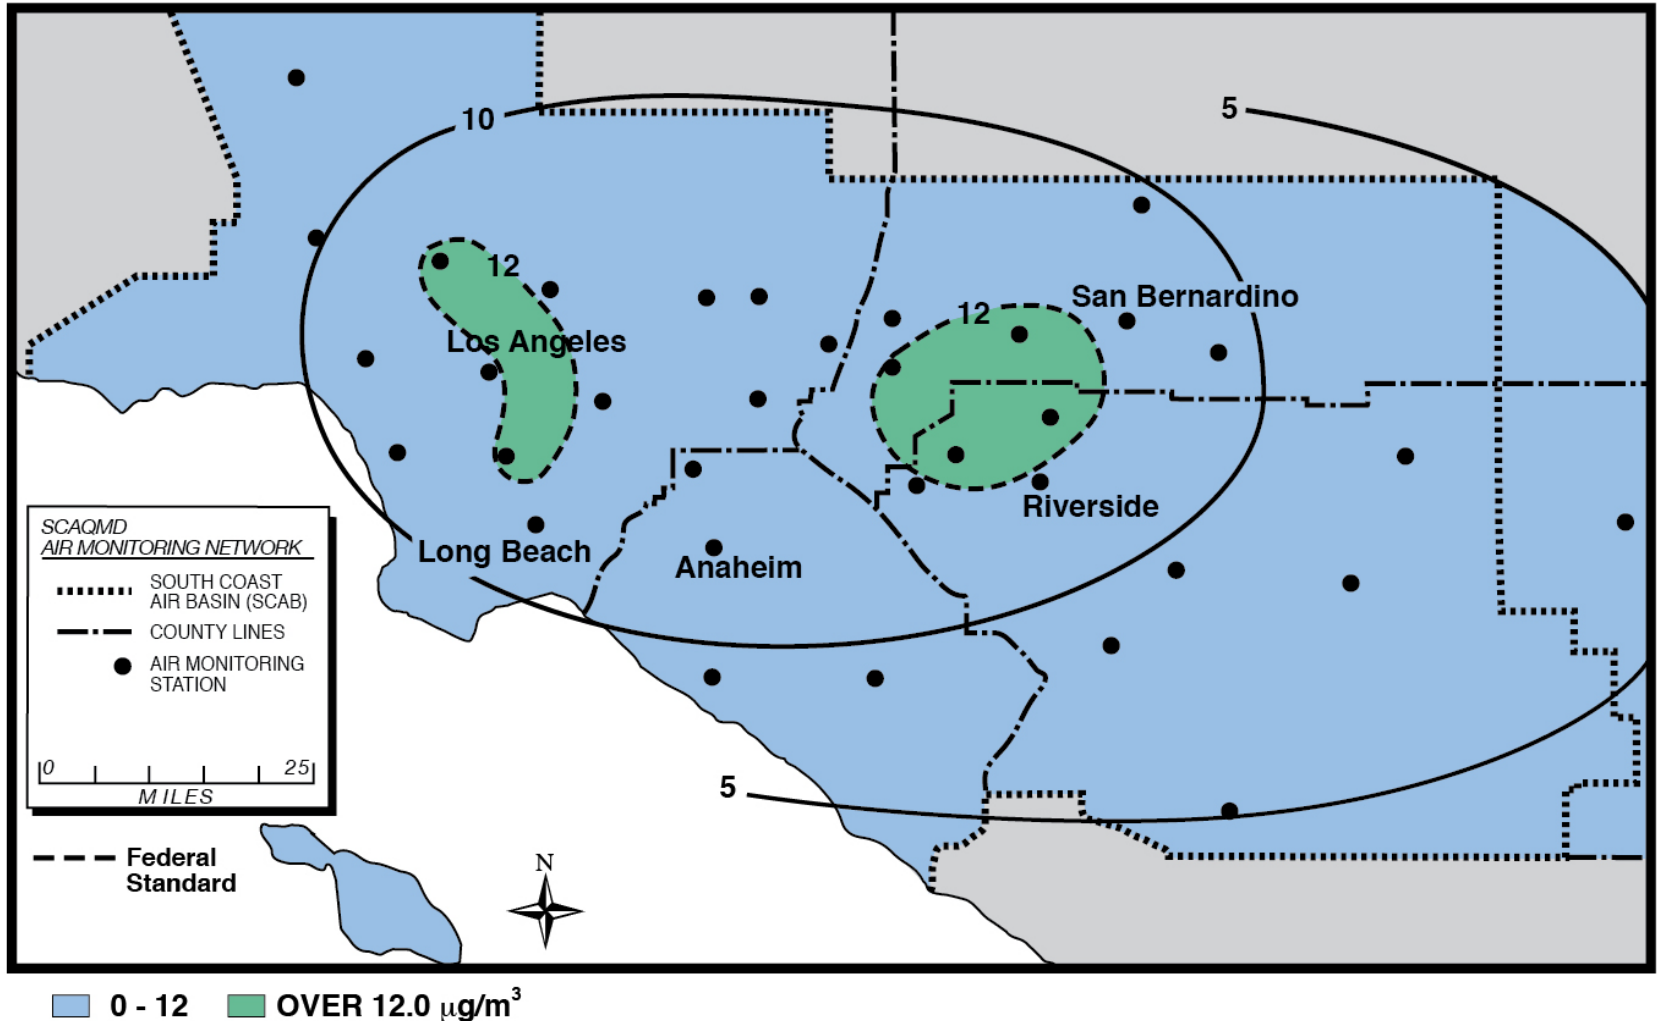 10
5
12
San Bernardino
12
Los Angeles
Riverside
Long Beach
Anaheim
SCAQMD
AIR MONITORING NETWORK
SOUTH COAST
AIR BASIN (SCAB)
COUNTY LINES
AIR MONITORING
STATION
0 25
MILES
5
Federal
Standard
N
0 - 12 OVER 12.0 µg/m³